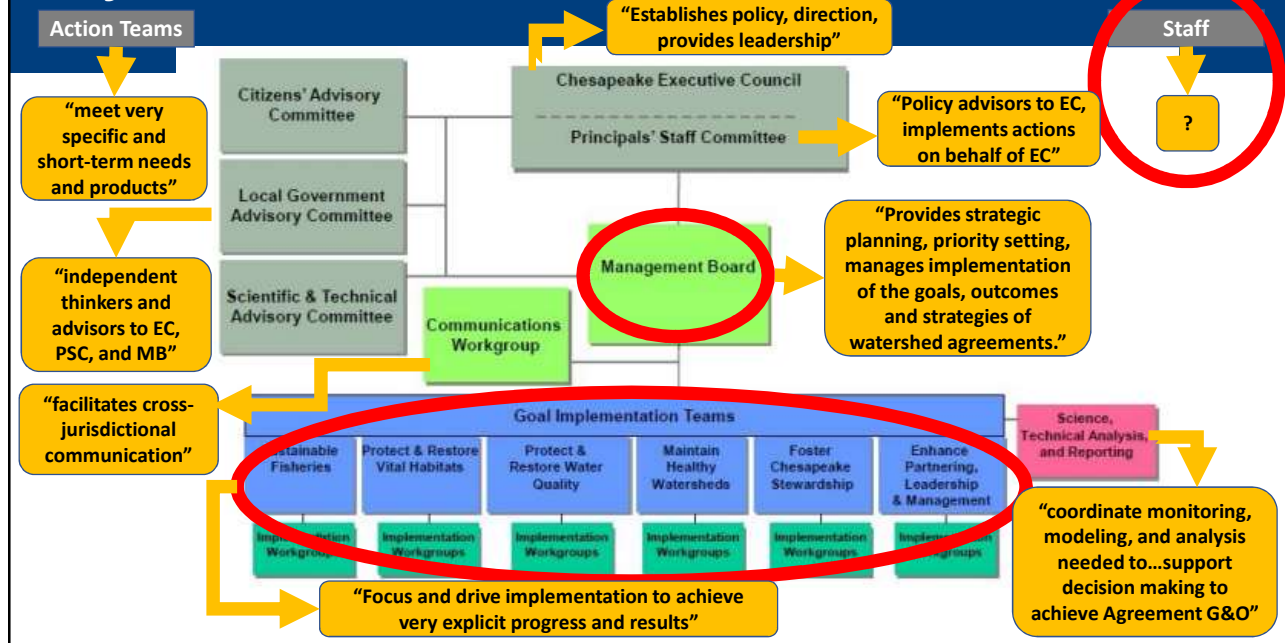 Action Teams
Staff
“Establishes policy, direction,
provides leadership”
“meet very
specific and
short-term needs
and products”
Citizens' Advisory
Committee
Chesapeake Executive Council
Principals' Staff Committee
“Policy advisors to EC,
implements actions
on behalf of EC”
?
Local Government
Advisory Committee
“independent
thinkers and
advisors to EC,
PSC, and MB”
Scientific & Technical
Advisory Committee
Management Board
“Provides strategic
planning, priority setting,
manages implementation
of the goals, outcomes
and strategies of
watershed agreements.”
Communications
Workgroup
“facilitates cross-
jurisdictional
communication”
Goal Implementation Teams
Fisheries
Protect & Restore
Vital Habitats
Protect &
Restore Water
Quality
Maintain
Healthy
Watersheds
Foster
Chesapeake
Stewardship
Enhance
Partnering,
Leadership
& Management
Science,
Technical Analysis,
and Reporting
Workgroups
Implementation
Workgroups
Implementation
Workgroups
Implementation
Workgroups
Implementation
Workgroups
Implementation
Workgroups
“Focus and drive implementation to achieve
very explicit progress and results”
“coordinate monitoring,
modeling, and analysis
needed to…support
decision making to
achieve Agreement G&O”